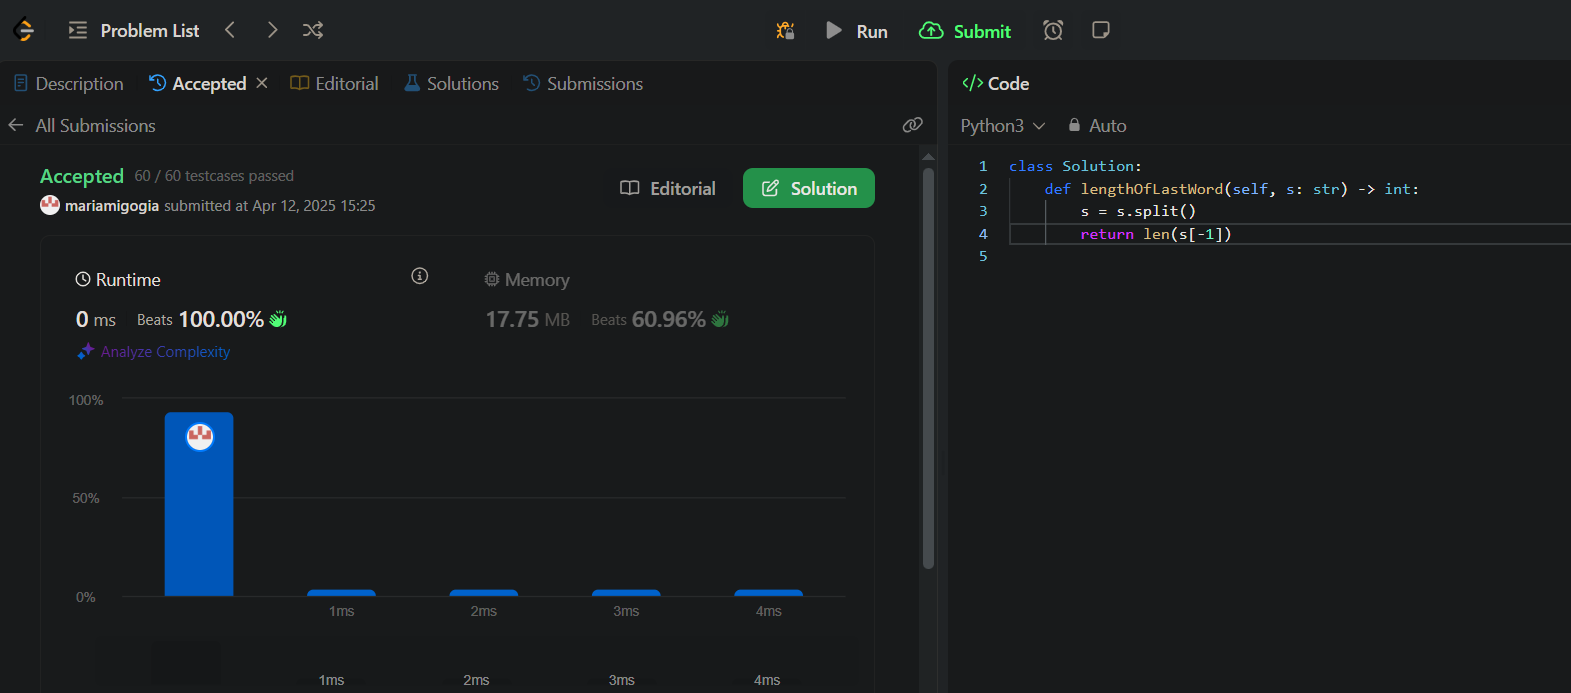 Problem List
Run
Submit
Description
Accepted
Editorial
Solutions
Submissions
All Submissions
Accepted 60 / 60 testcases passed
mariamigogia submitted at Apr 12, 2025 15:25
Editorial
Solution
Runtime
0 ms Beats 100.00%
Analyze Complexity
Memory
17.75 MB Beats 60.96%
100%
50%
0%
1ms 2ms 3ms 4ms
1ms 2ms 3ms 4ms
</> Code
Python3 Auto
1 class Solution:
2 def lengthOfLastWord(self, s: str) -> int:
3 s = s.split()
4 return len(s[-1])
5